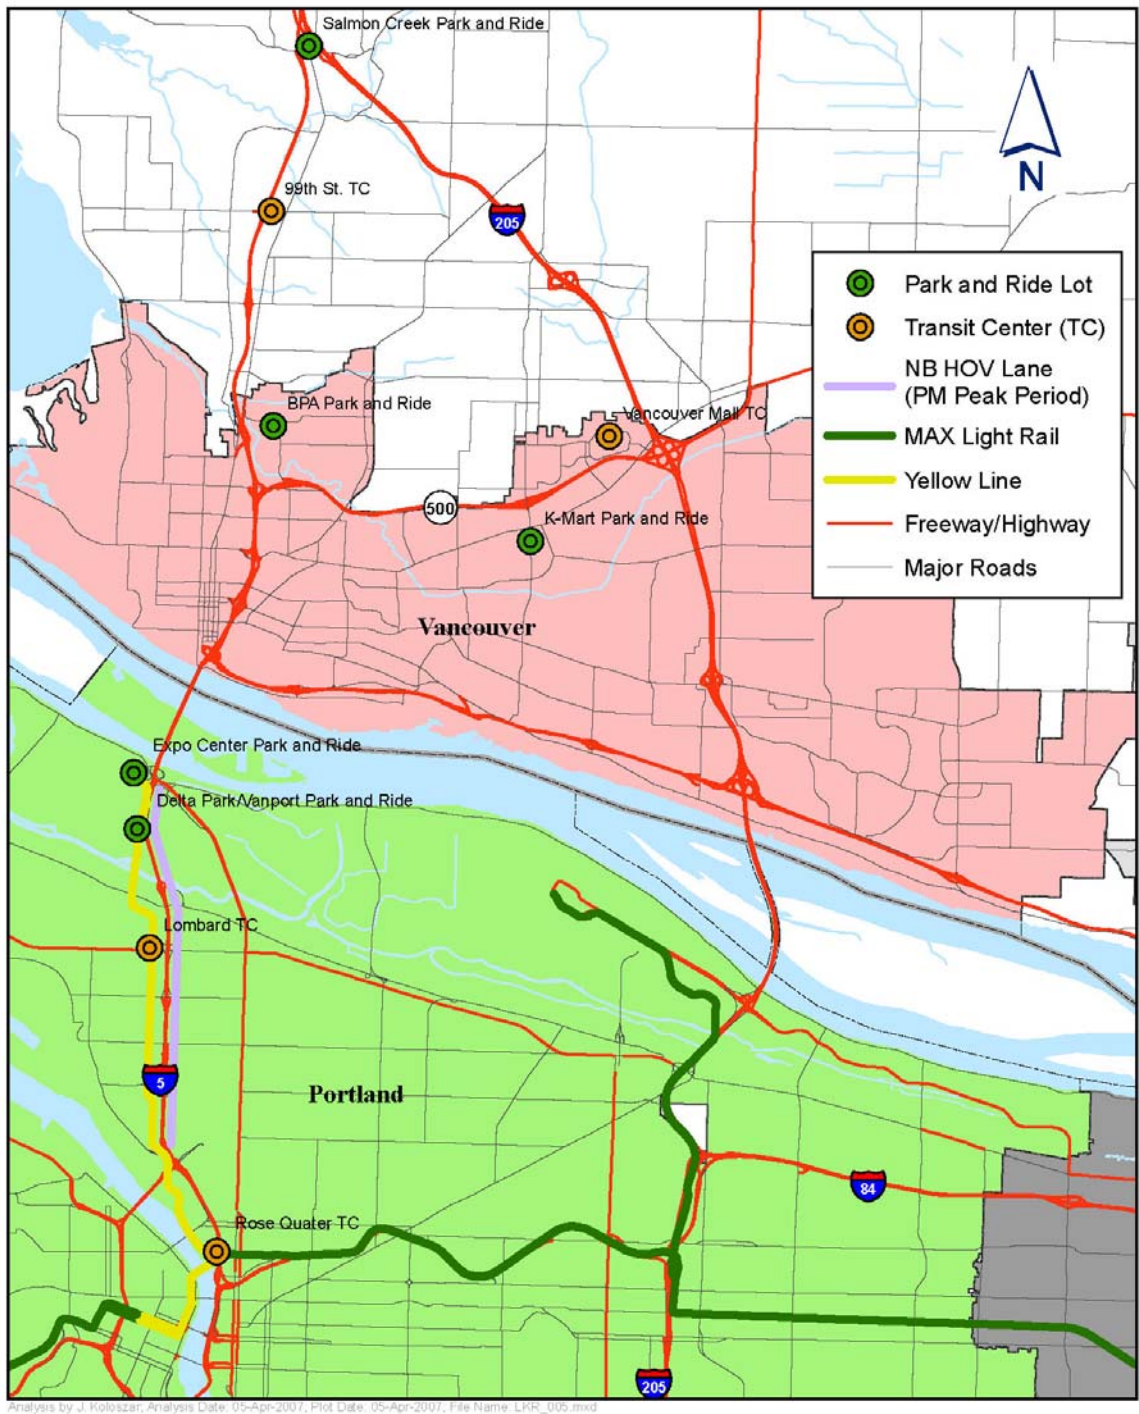 Salmon Creek Park and Ride
99th St. TC
205
N
Park and Ride Lot
Transit Center (TC)
NB HOV Lane
(PM Peak Period)
MAX Light Rail
Yellow Line
Freeway/Highway
Major Roads
BPA Park and Ride
Vancouver Mall TC
500
K-Mart Park and Ride
Vancouver
Expo Center Park and Ride
Delta Park/Vanport Park and Ride
Lombard TC
5
Portland
84
Rose Quater TC
205
Analysis by J. Koloszar; Analysis Date: 05-Apr-2007; Plot Date: 05-Apr-2007; File Name: LKR_005.mxd